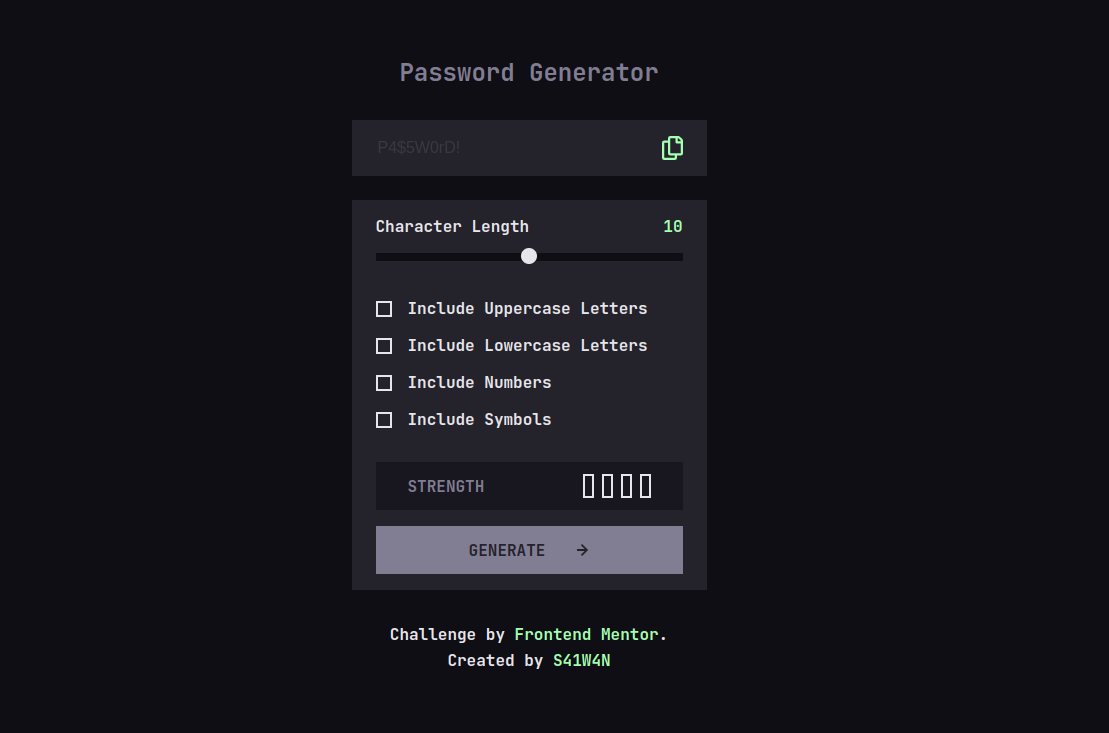 Password Generator
P4$5W0rD!
Character Length 10
Include Uppercase Letters
Include Lowercase Letters
Include Numbers
Include Symbols
STRENGTH
GENERATE →
Challenge by Frontend Mentor.
Created by S41W4N